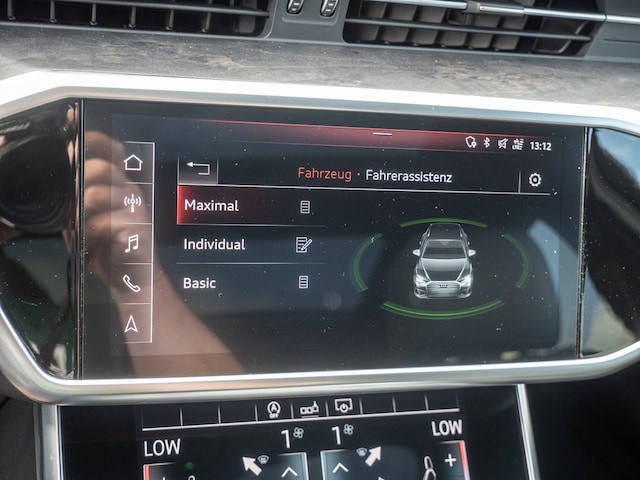 13:12
Fahrzeug · Fahrerassistenz
Maximal
Individual
Basic
LOW 1 1 LOW